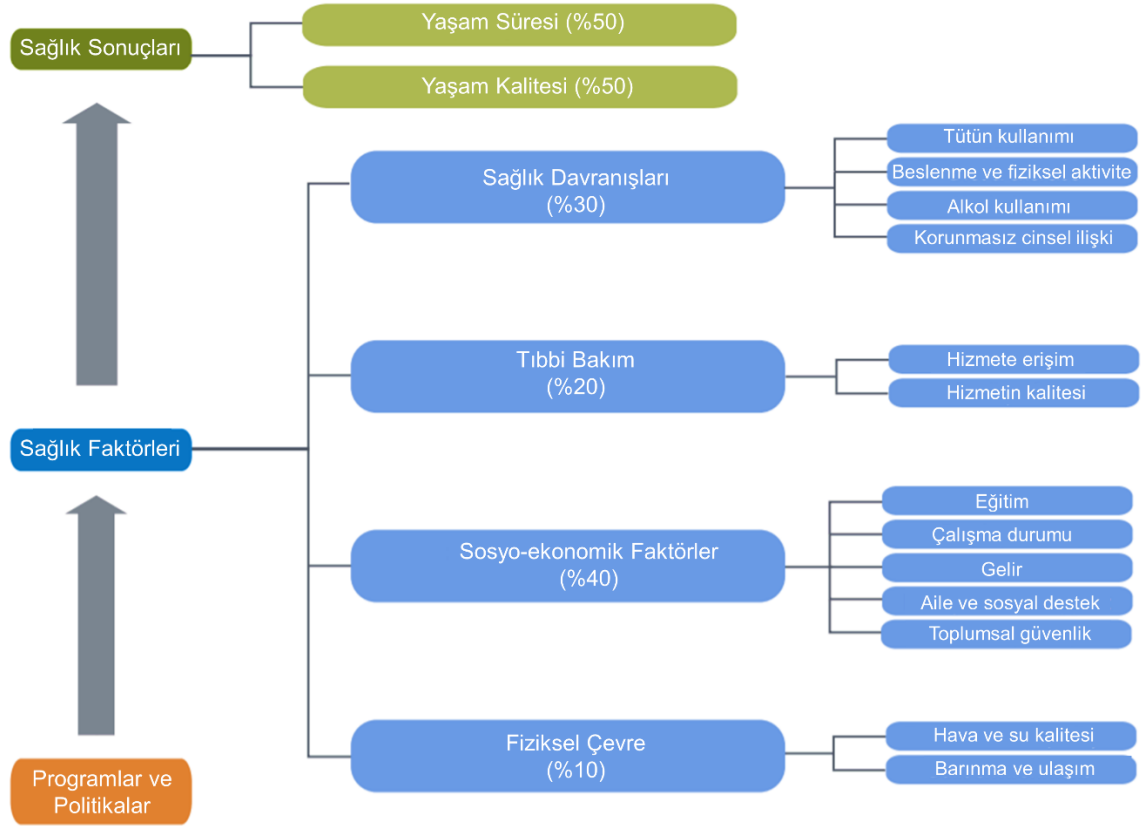 Sağlık Sonuçları
Yaşam Süresi (%50)
Yaşam Kalitesi (%50)
Sağlık Faktörleri
Sağlık Davranışları
(%30)
Tütün kullanımı
Beslenme ve fiziksel aktivite
Alkol kullanımı
Korunmasız cinsel ilişki
Tıbbi Bakım
(%20)
Hizmete erişim
Hizmetin kalitesi
Sosyo-ekonomik Faktörler
(%40)
Eğitim
Çalışma durumu
Gelir
Aile ve sosyal destek
Toplumsal güvenlik
Fiziksel Çevre
(%10)
Hava ve su kalitesi
Barınma ve ulaşım
Programlar ve
Politikalar